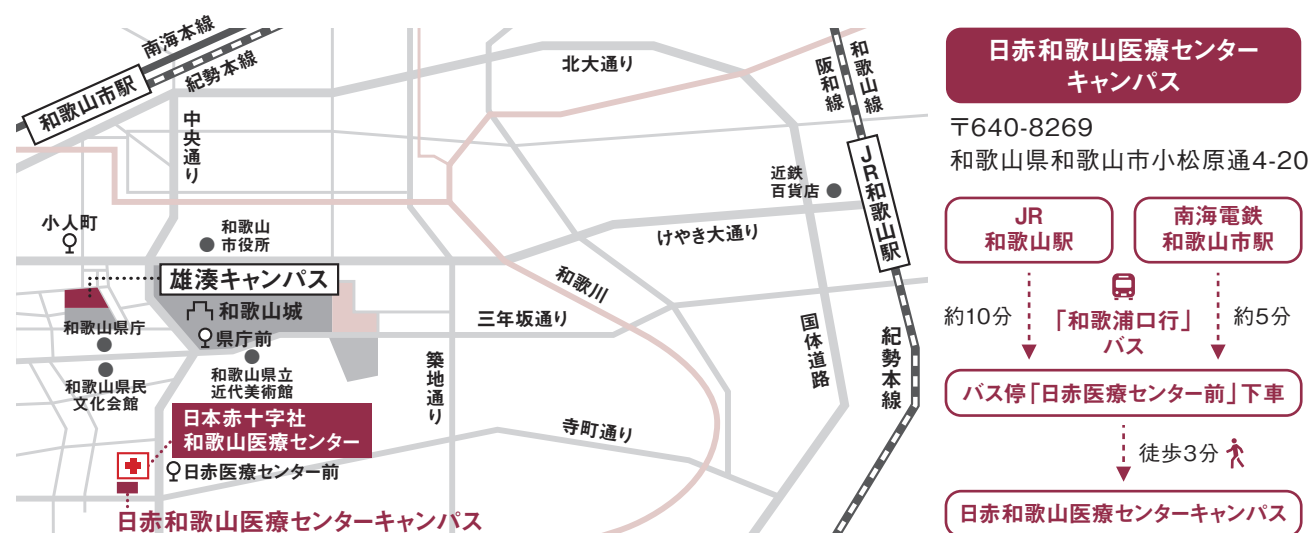 南海本線
紀勢本線
和歌山市駅
中央通り
北大通り
阪和線
和歌山線
近鉄
百貨店
JR和歌山駅
小人町
和歌山
市役所
けやき大通り
雄湊キャンパス
和歌川
和歌山城
三年坂通り
和歌山県庁
県庁前
国体道路
紀勢本線
和歌山県民
文化会館
和歌山県立
近代美術館
築地通り
日本赤十字社
和歌山医療センター
寺町通り
日赤医療センター前
日赤和歌山医療センターキャンパス
日赤和歌山医療センター
キャンパス
〒640-8269
和歌山県和歌山市小松原通4-20
JR
和歌山駅
南海電鉄
和歌山市駅
約10分
「和歌浦口行」
バス
約5分
バス停「日赤医療センター前」下車
徒歩3分
日赤和歌山医療センターキャンパス